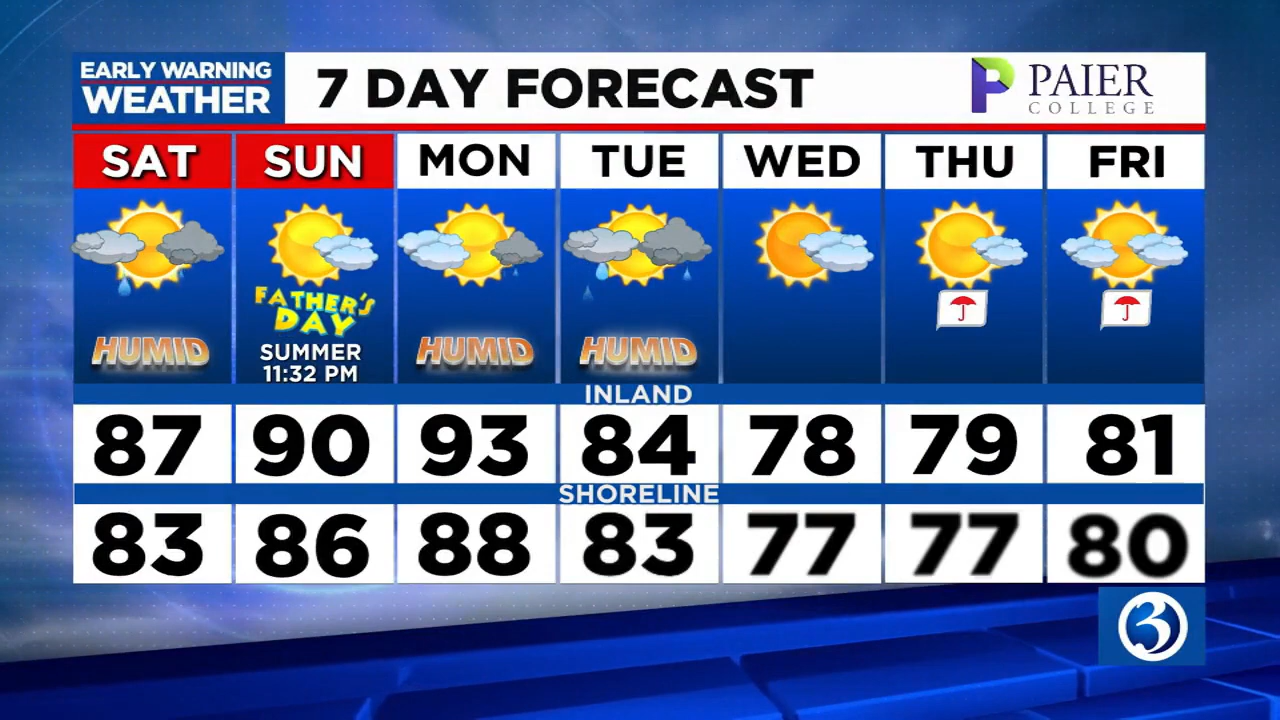 EARLY WARNING
WEATHER
7 DAY FORECAST
PAIER
COLLEGE
SAT SUN MON TUE WED THU FRI
FATHER'S
DAY
HUMID SUMMER HUMID HUMID
11:32 PM
INLAND
87 90 93 84 78 79 81
SHORELINE
83 86 88 83 77 77 80
3